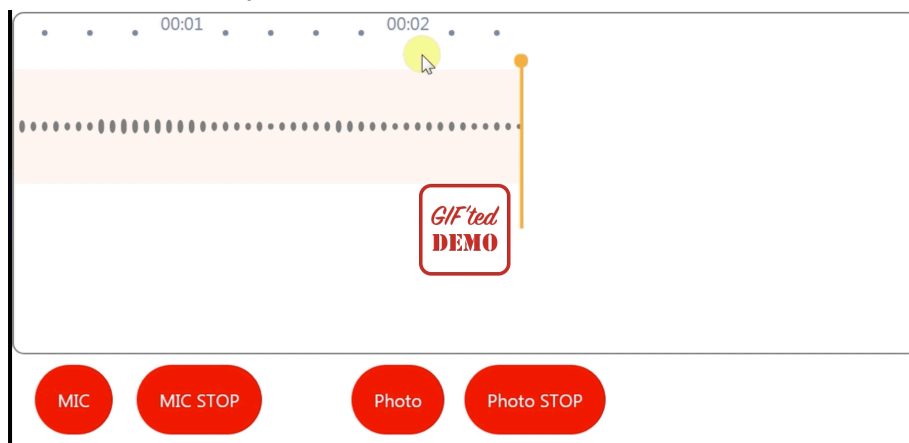 00:01 00:02
GIF'ted
DEMO
MIC MIC STOP Photo Photo STOP